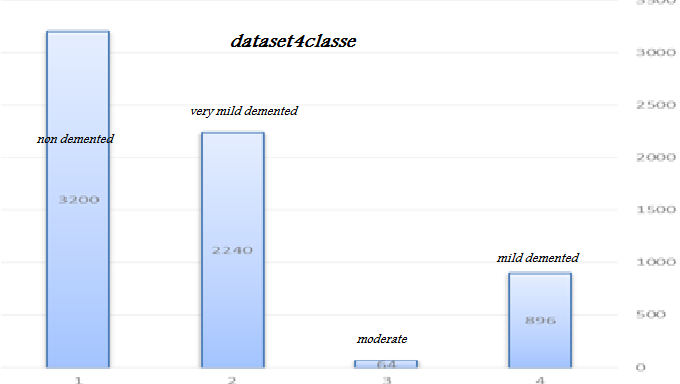 3500
dataset4classe
3000
2500
very mild demented
non demented
2000
3200
1500
2240
mild demented
1000
896
500
moderate
64
0
1 2 3 4